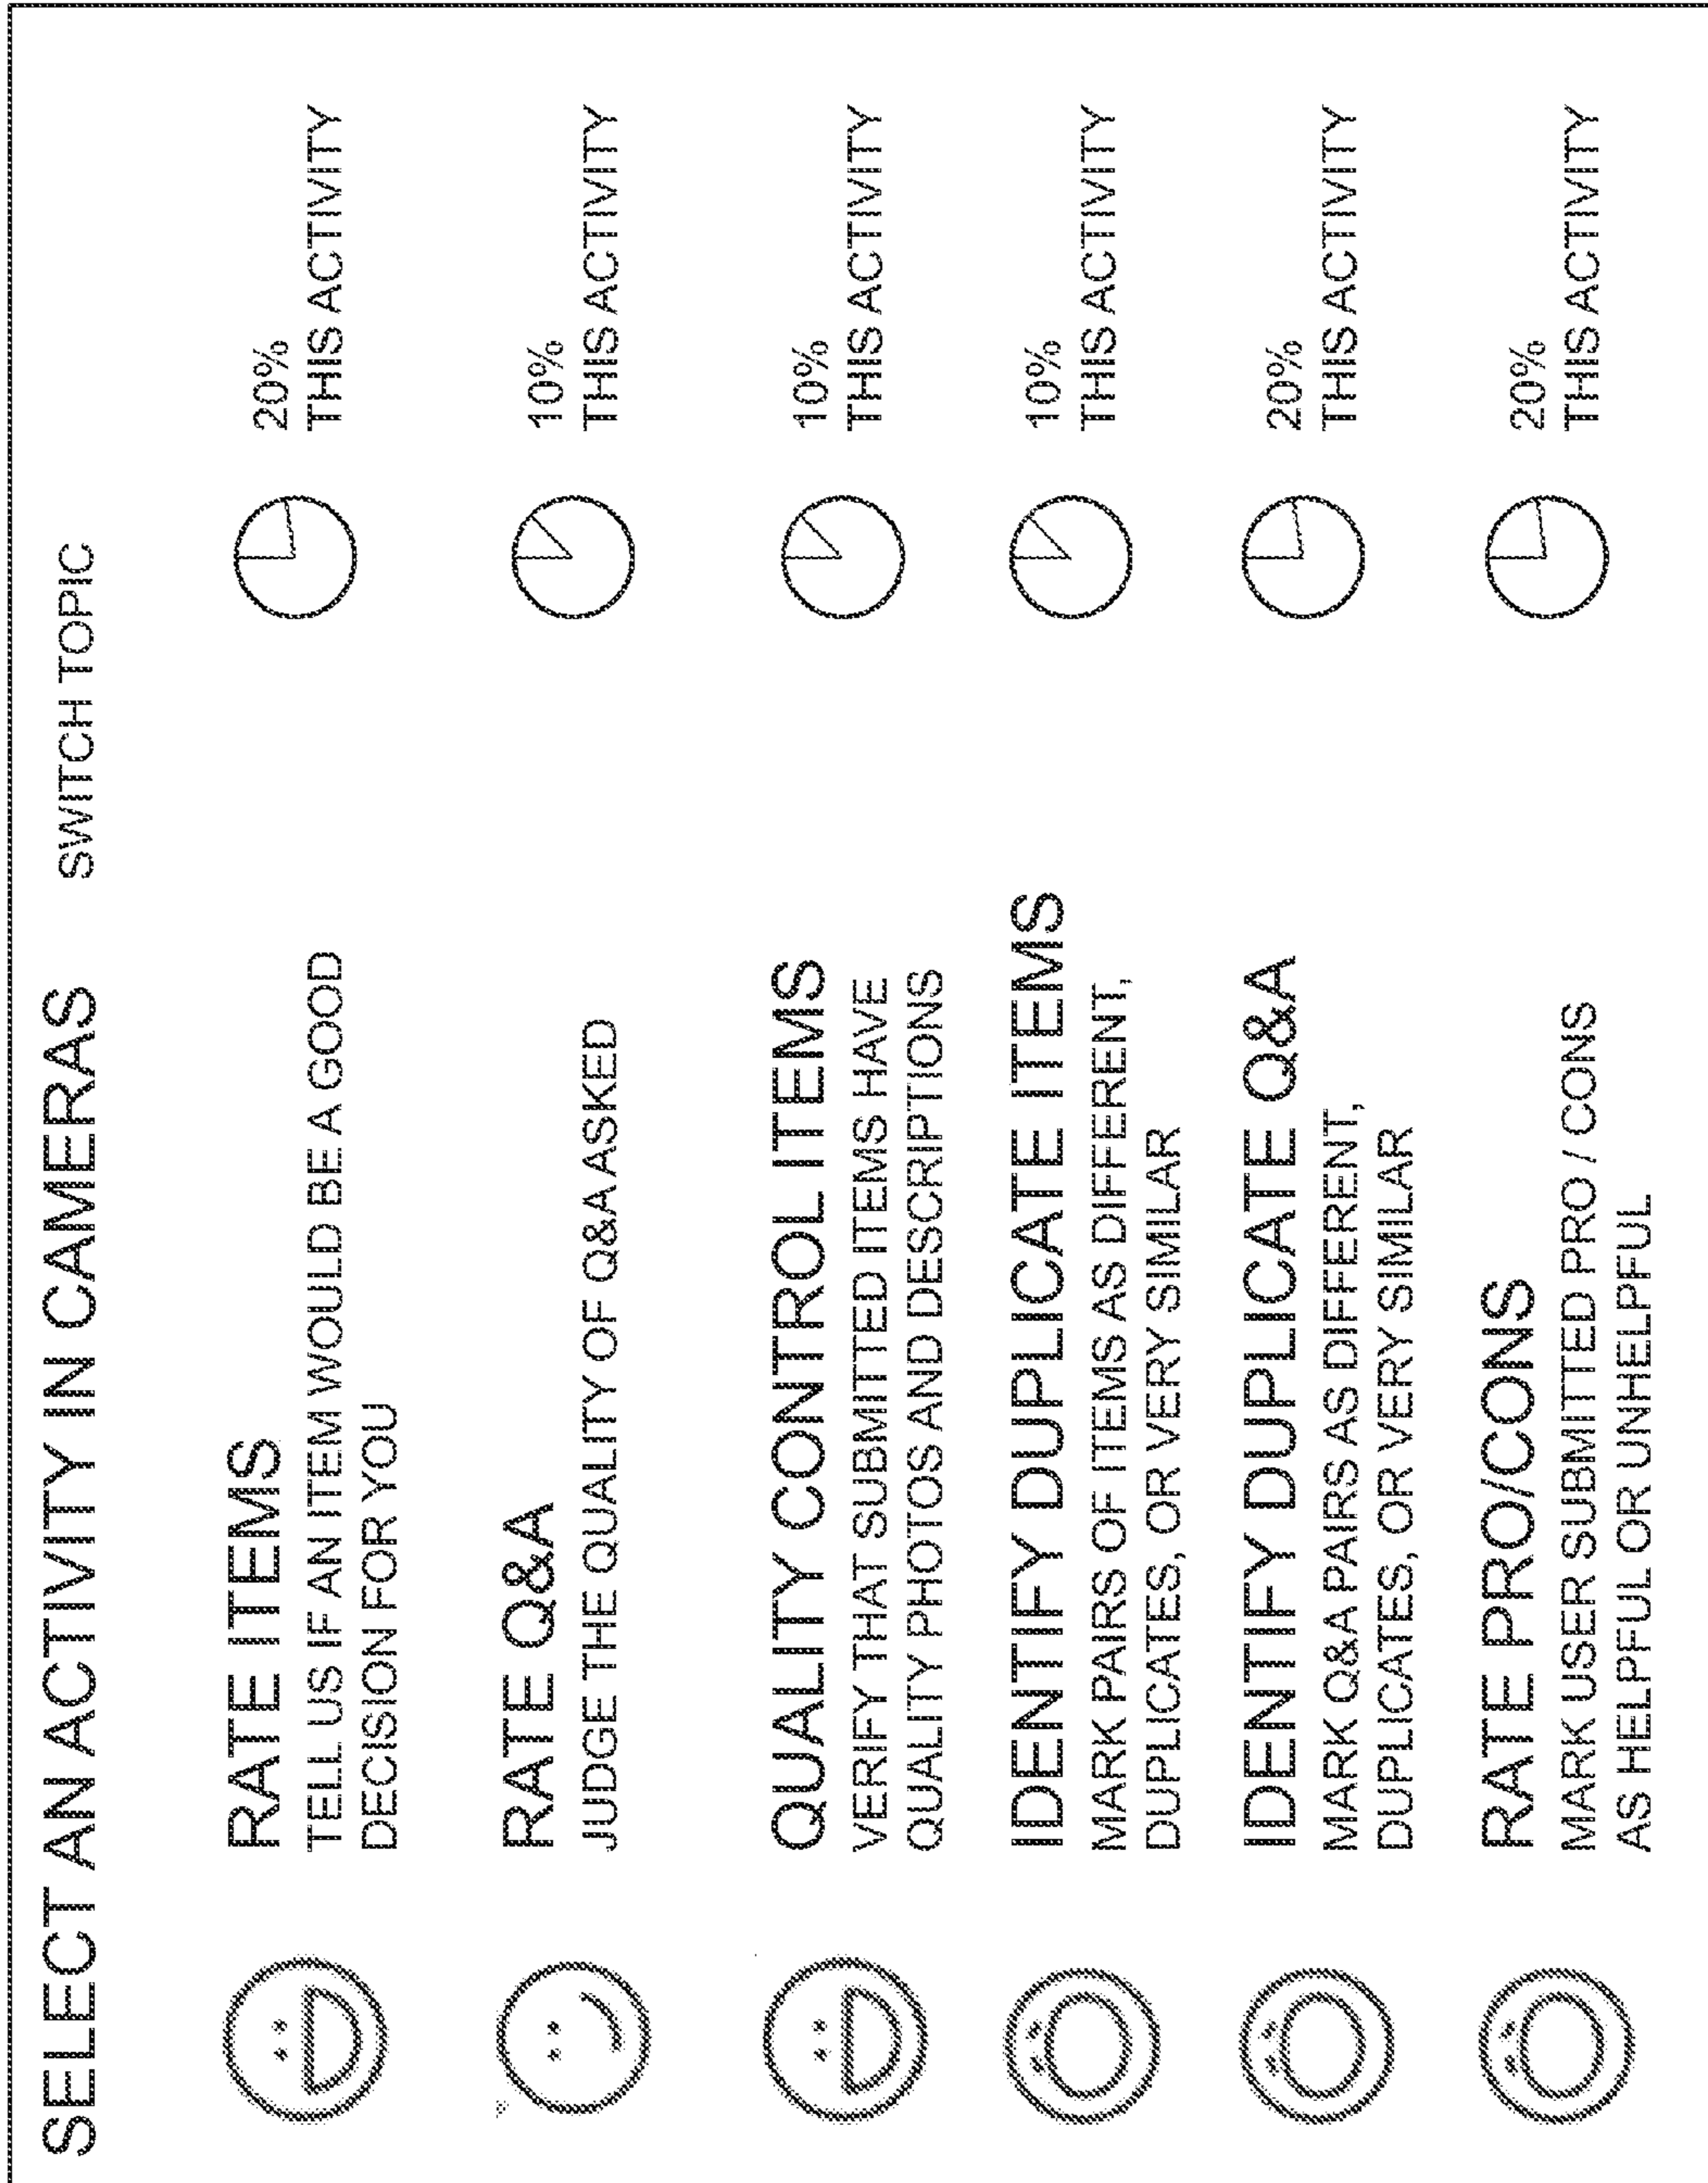 SELECT AN ACTIVITY IN CAMERAS SWITCH TOPIC
RATE ITEMS
TELL US IF AN ITEM WOULD BE A GOOD
DECISION FOR YOU
20%
THIS ACTIVITY
RATE Q&A
JUDGE THE QUALITY OF Q&A ASKED
10%
THIS ACTIVITY
QUALITY CONTROL ITEMS
VERIFY THAT SUBMITTED ITEMS HAVE
QUALITY PHOTOS AND DESCRIPTIONS
10%
THIS ACTIVITY
IDENTIFY DUPLICATE ITEMS
MARK PAIRS OF ITEMS AS DIFFERENT,
DUPLICATES, OR VERY SIMILAR
10%
THIS ACTIVITY
IDENTIFY DUPLICATE Q&A
MARK Q&A PAIRS AS DIFFERENT,
DUPLICATES, OR VERY SIMILAR
20%
THIS ACTIVITY
RATE PRO/CONS
MARK USER SUBMITTED PRO / CONS
AS HELPFUL OR UNHELPFUL
20%
THIS ACTIVITY